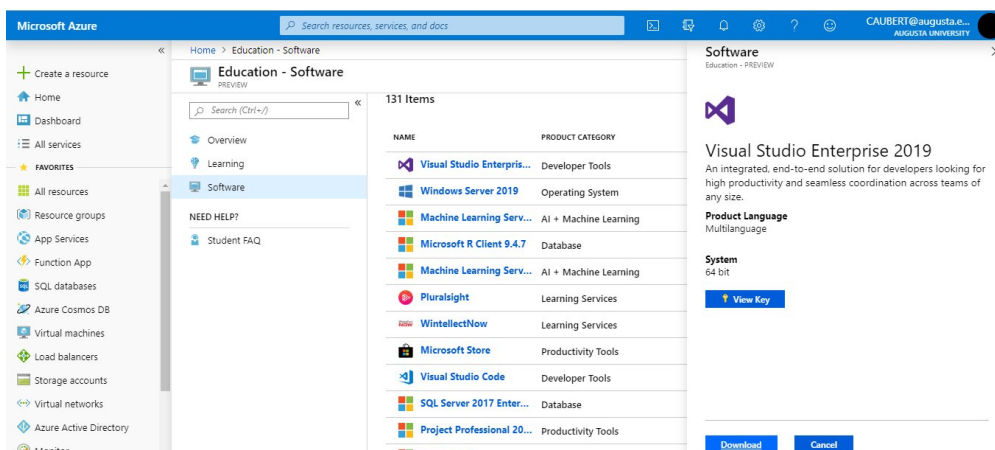 Microsoft Azure
Search resources, services, and docs
CAUBERT@augusta.e...
AUGUSTA UNIVERSITY
Create a resource
Home
Dashboard
All services
FAVORITES
All resources
Resource groups
App Services
Function App
SQL databases
Azure Cosmos DB
Virtual machines
Load balancers
Storage accounts
Virtual networks
Azure Active Directory
Monitor
Home > Education - Software
Education - Software
PREVIEW
Search (Ctrl+/)
Overview
Learning
Software
NEED HELP?
Student FAQ
131 Items
NAME PRODUCT CATEGORY
Visual Studio Enterpris... Developer Tools
Windows Server 2019 Operating System
Machine Learning Serv... AI + Machine Learning
Microsoft R Client 9.4.7 Database
Machine Learning Serv... AI + Machine Learning
Pluralsight Learning Services
WintellectNow Learning Services
Microsoft Store Productivity Tools
Visual Studio Code Developer Tools
SQL Server 2017 Enter... Database
Project Professional 20... Productivity Tools
Software
Education - PREVIEW
Visual Studio Enterprise 2019
An integrated, end-to-end solution for developers looking for
high productivity and seamless coordination across teams of
any size.
Product Language
Multilanguage
System
64 bit
View Key
Download Cancel